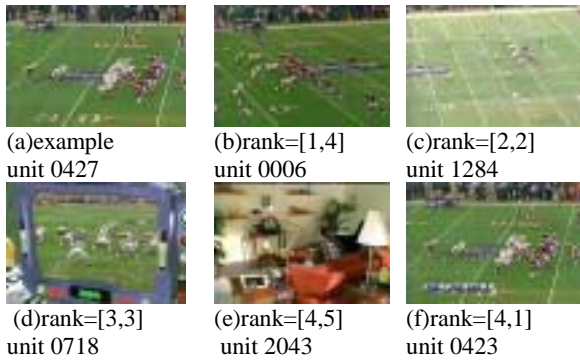 (a)example
unit 0427
(b)rank=[1,4]
unit 0006
(c)rank=[2,2]
unit 1284
(d)rank=[3,3]
unit 0718
(e)rank=[4,5]
unit 2043
(f)rank=[4,1]
unit 0423